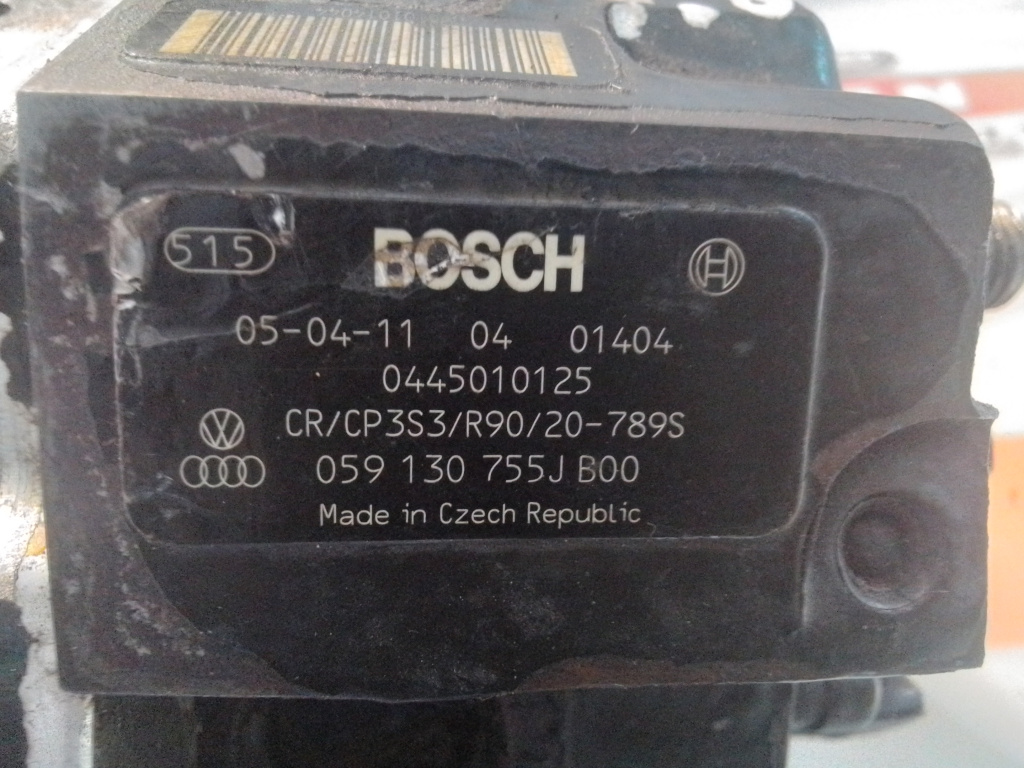 515
BOSCH
05-04-11 04 01404
0445010125
CR/CP3S3/R90/20-789S
059 130 755J B00
Made in Czech Republic